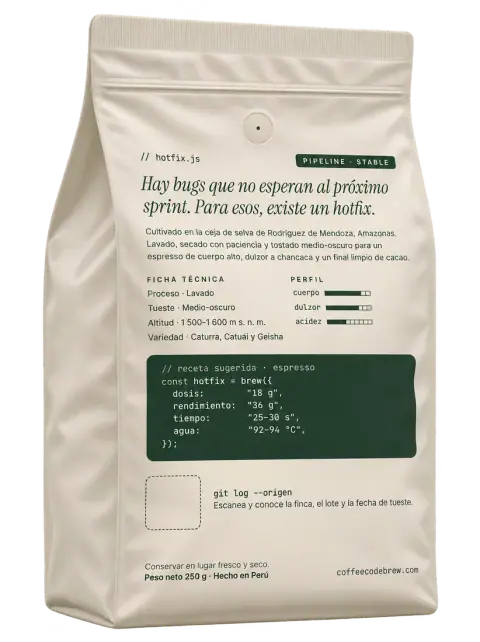 // hotfix.js
PIPELINE · STABLE
Hay bugs que no esperan al próximo
sprint. Para esos, existe un hotfix.
Cultivado en la ceja de selva de Rodríguez de Mendoza, Amazonas.
Lavado, secado con paciencia y tostado medio-oscuro para un
espresso de cuerpo alto, dulzor a chancaca y un final limpio de cacao.
FICHA TÉCNICA
Proceso · Lavado
Tueste · Medio-oscuro
Altitud · 1 500–1 600 m s. n. m.
Variedad · Caturra, Catuaí y Geisha
PERFIL
cuerpo
dulzor
acidez
// receta sugerida · espresso
const hotfix = brew({
dosis: "18 g",
rendimiento: "36 g",
tiempo: "25–30 s",
agua: "92–94 °C",
});
git log --origen
Escanea y conoce la finca, el lote y la fecha de tueste.
Conservar en lugar fresco y seco.
Peso neto 250 g · Hecho en Perú
coffeecodebrew.com